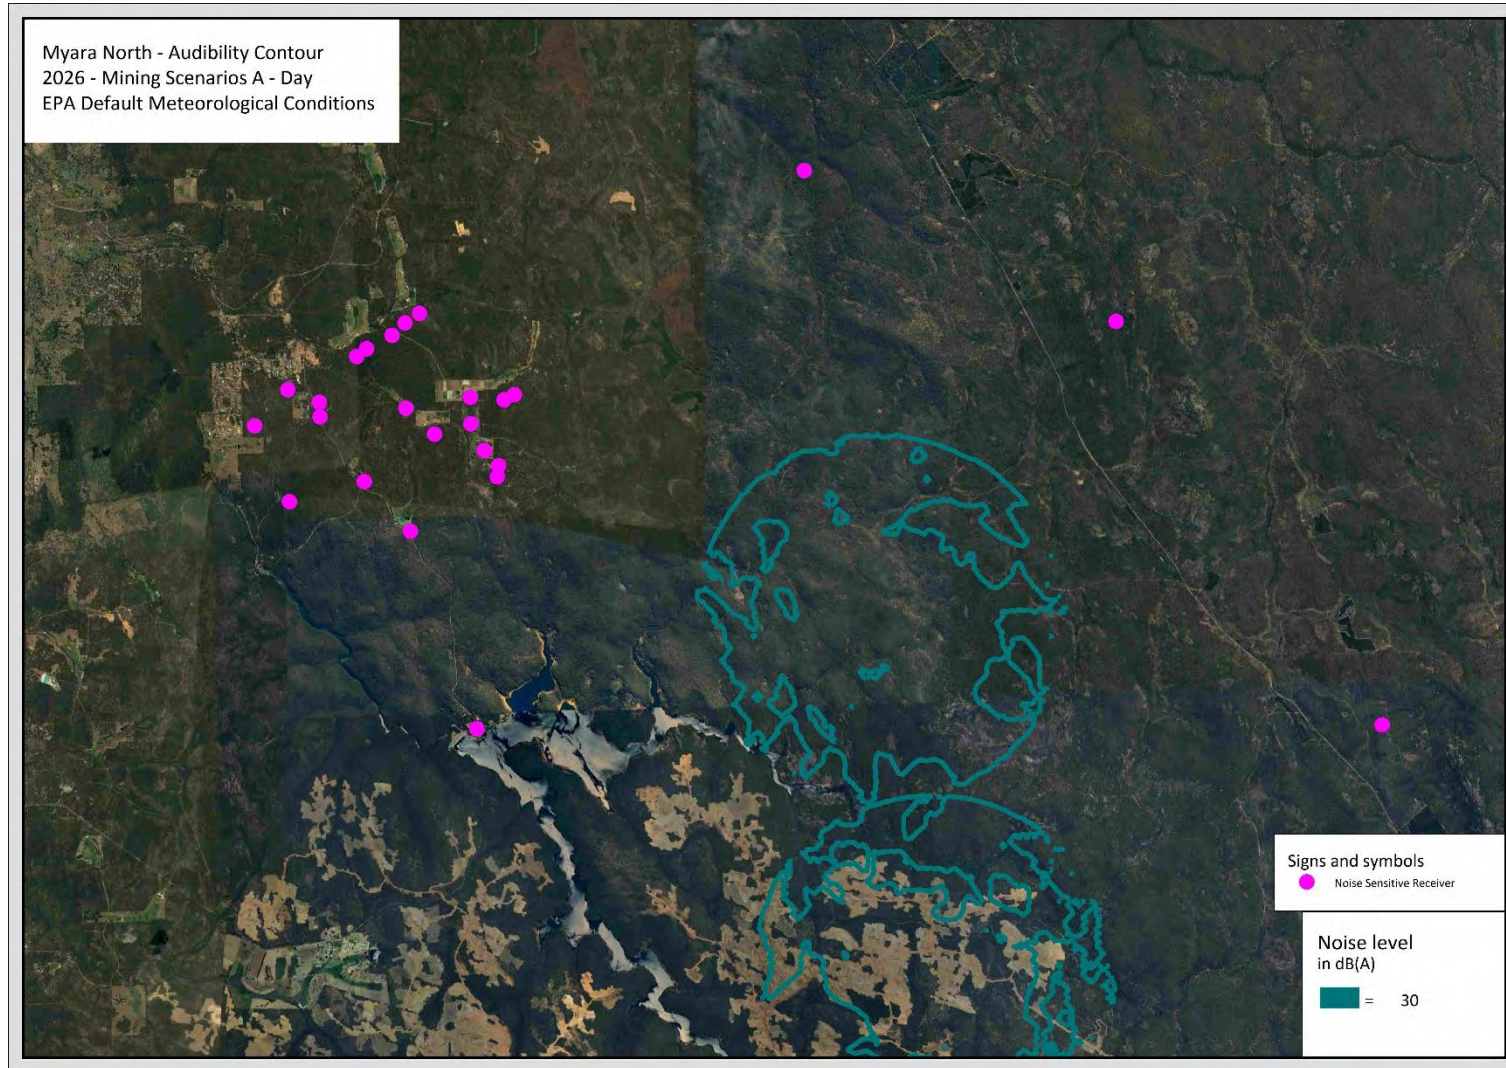 Myara North - Audibility Contour
2026 - Mining Scenarios A - Day
EPA Default Meteorological Conditions
Signs and symbols
Noise Sensitive Receiver
Noise level
in dB(A)
= 30